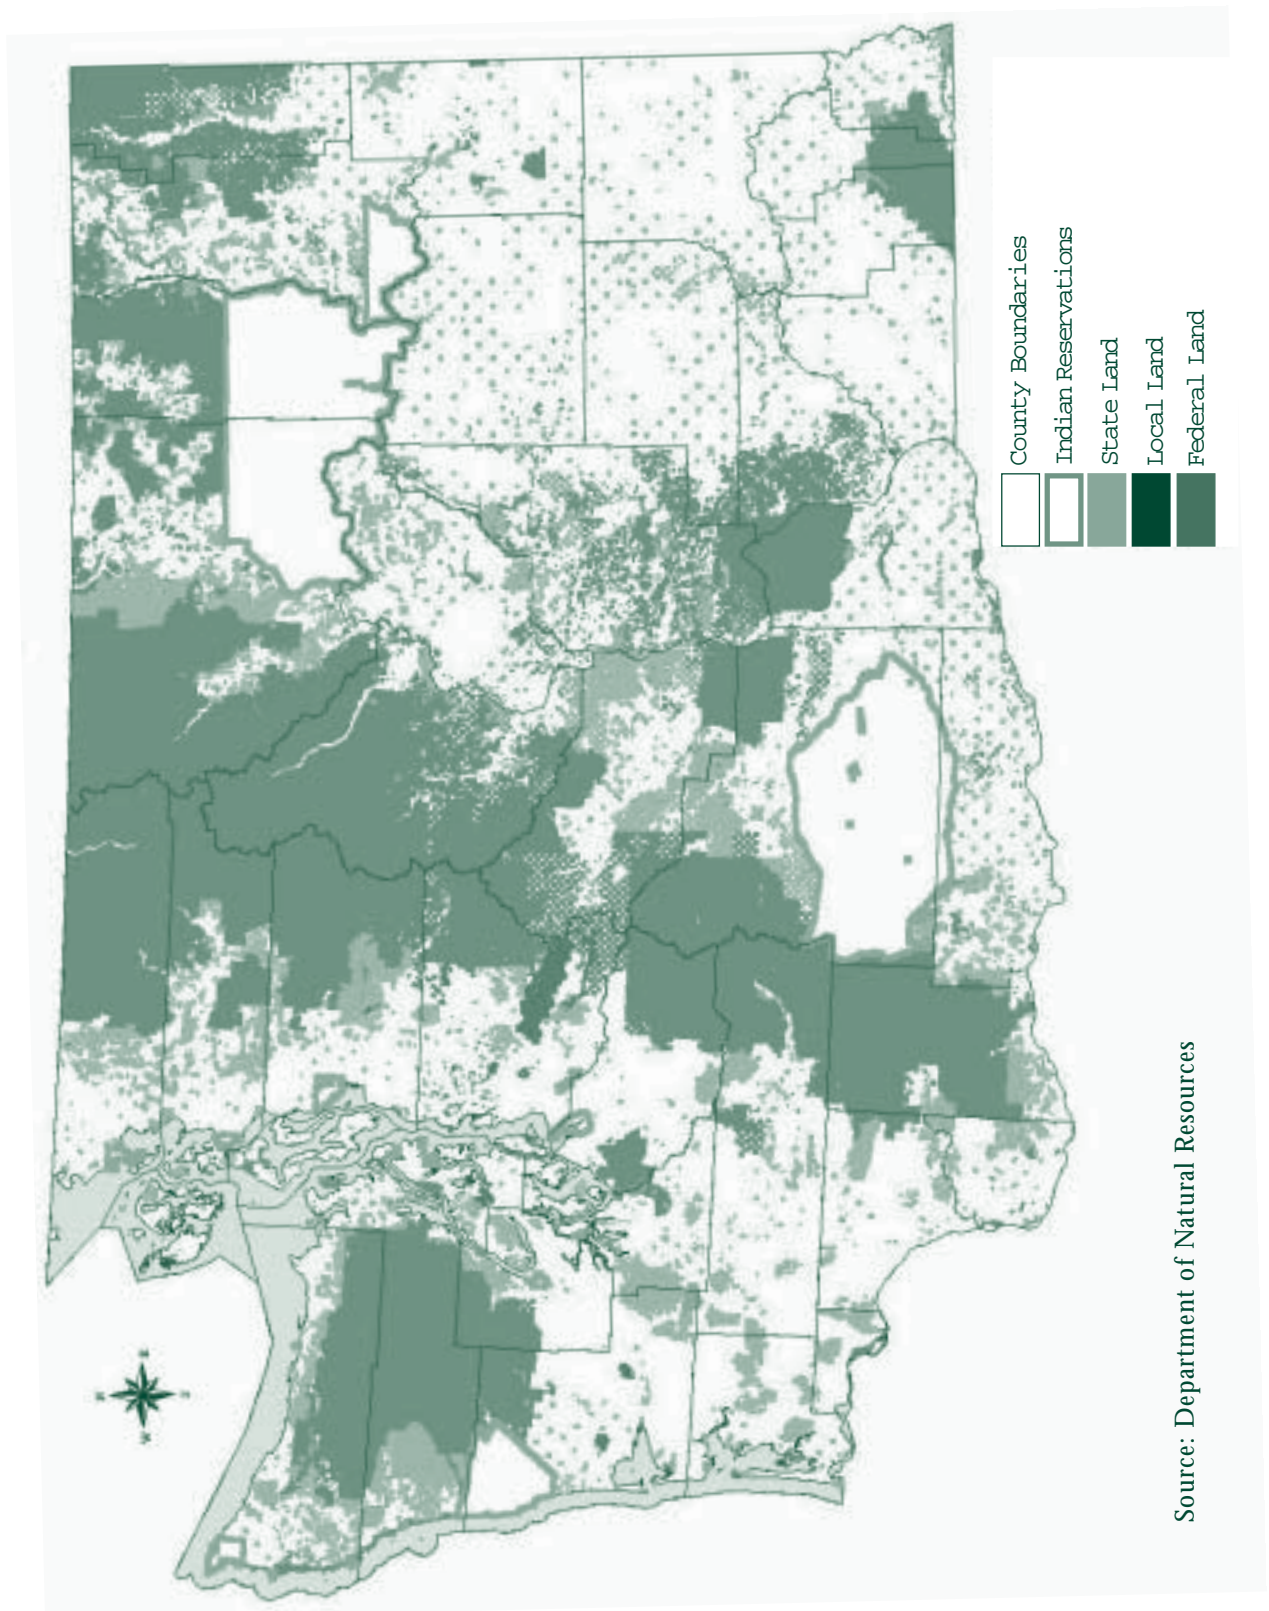 County Boundaries
Indian Reservations
State Land
Local Land
Federal Land
Source: Department of Natural Resources